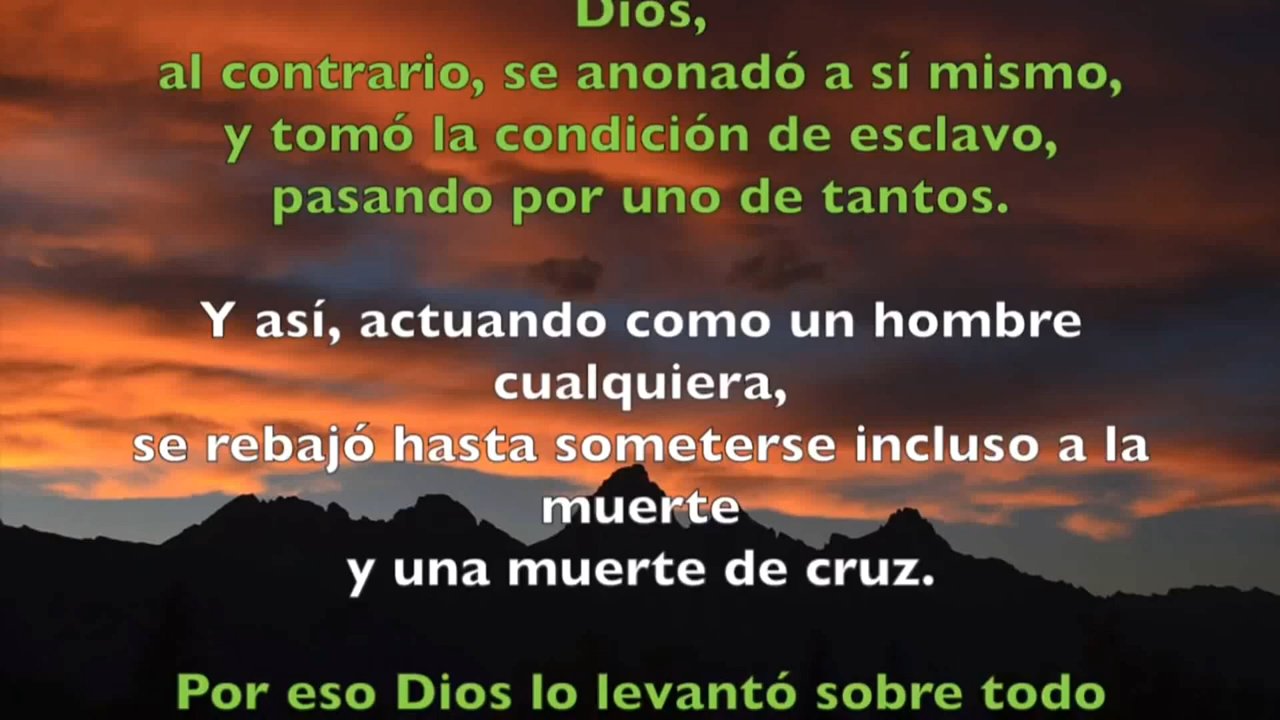 Dios,
al contrario, se anonadó a sí mismo,
y tomó la condición de esclavo,
pasando por uno de tantos.
Y así, actuando como un hombre
cualquiera,
se rebajó hasta someterse incluso a la
muerte
y una muerte de cruz.
Por eso Dios lo levantó sobre todo